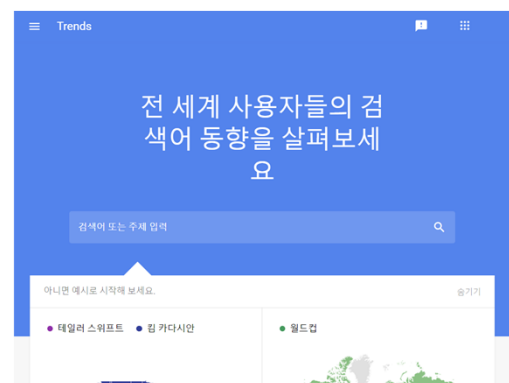 Trends
전 세계 사용자들의 검
색어 동향을 살펴보세
요
검색어 또는 주제 입력
아니면 예시로 시작해 보세요.
숨기기
테일러 스위프트 킴 카다시안
월드컵